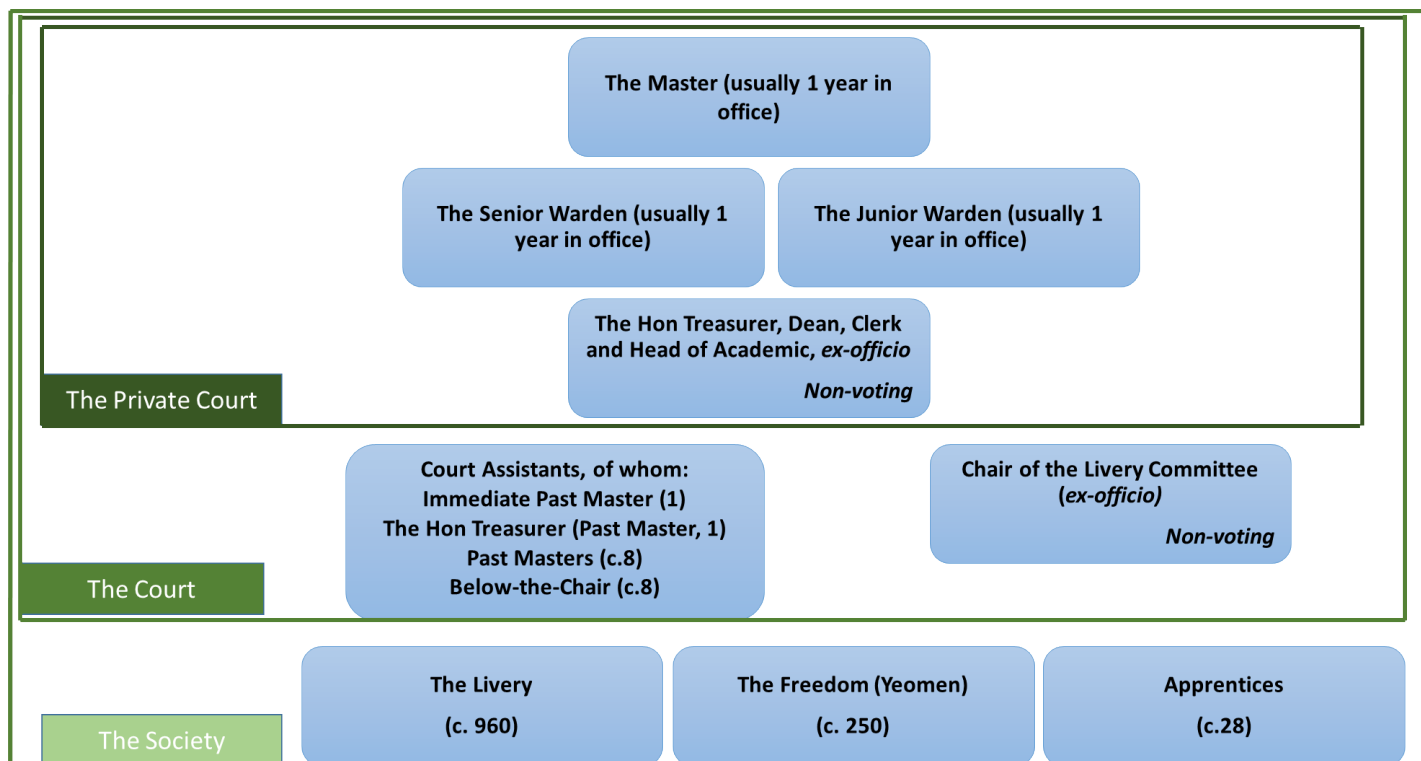 The Master (usually 1 year in
office)
The Senior Warden (usually 1
year in office)
The Junior Warden (usually 1
year in office)
The Hon Treasurer, Dean, Clerk
and Head of Academic, ex-officio
Non-voting
The Private Court
Court Assistants, of whom:
Immediate Past Master (1)
The Hon Treasurer (Past Master, 1)
Past Masters (c.8)
Below-the-Chair (c.8)
Chair of the Livery Committee
(ex-officio)
Non-voting
The Court
The Livery
(c. 960)
The Freedom (Yeomen)
(c. 250)
Apprentices
(c.28)
The Society